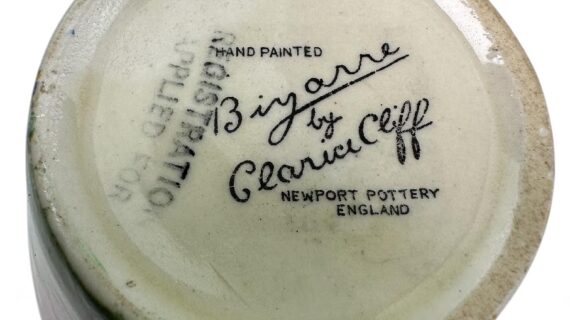 HAND PAINTED
Bizarre
by
Clarice Cliff
NEWPORT POTTERY
ENGLAND
REGISTRATION
APPLIED FOR